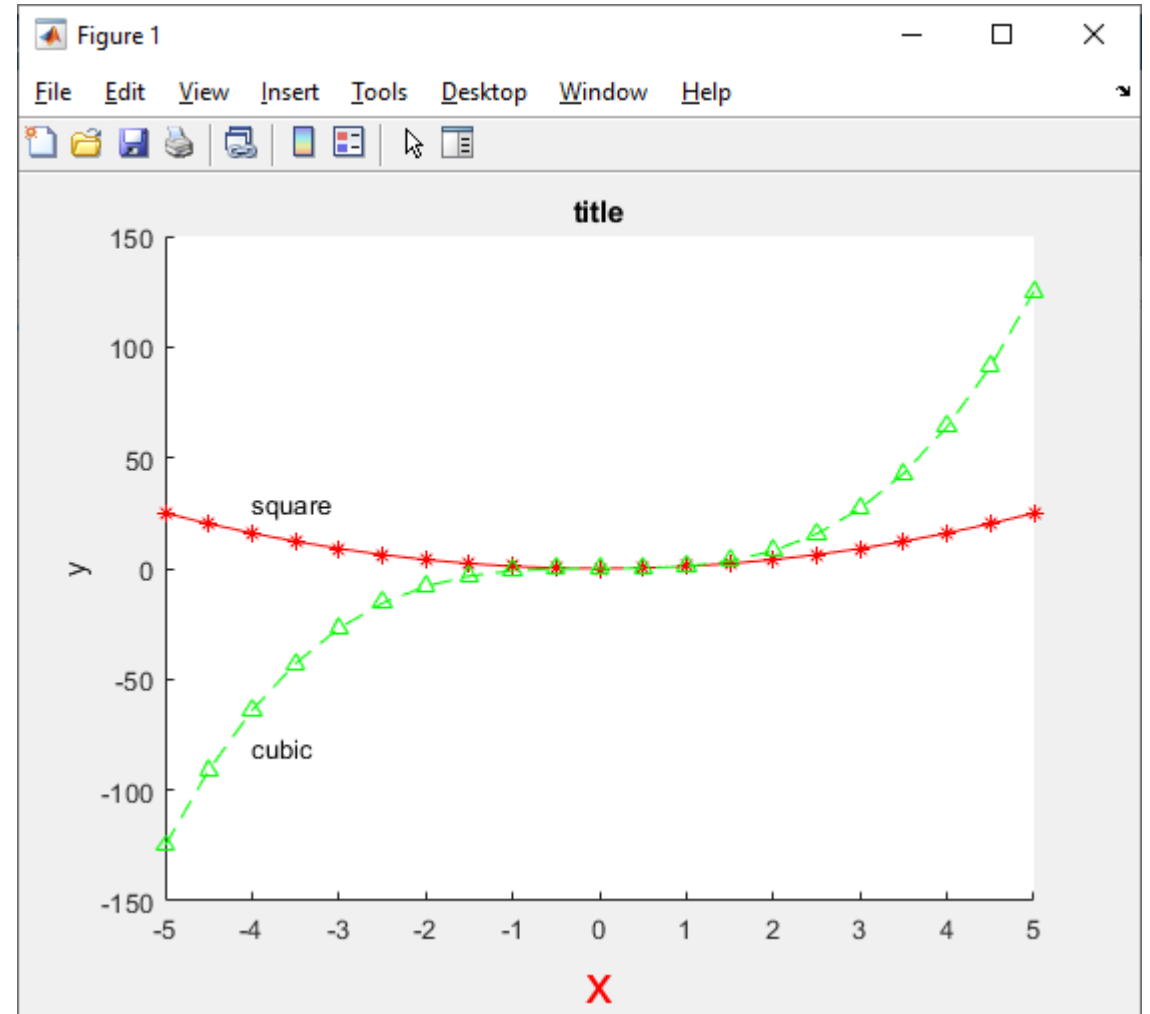 Figure 1
File Edit View Insert Tools Desktop Window Help
title
150
100
50
square
0
y
-50
cubic
-100
-150
-5 -4 -3 -2 -1 0 1 2 3 4 5
X